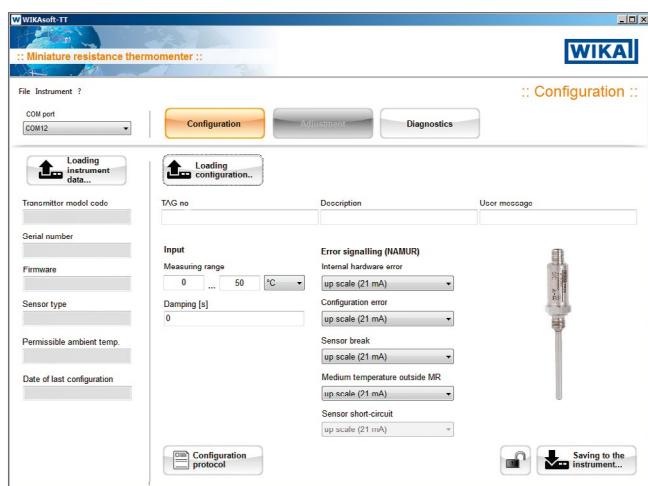 WIKAsoft-TT
:: Miniature resistance thermomenter ::
WIKA
File Instrument ?
:: Configuration ::
COM port
COM12
Configuration
Adjustment
Diagnostics
Loading
instrument
data...
Loading
configuration..
Transmitter model code
TAG no
Description
User message
Serial number
Firmware
Sensor type
Permissible ambient temp.
Date of last configuration
Input
Measuring range
0 ... 50 °C
Damping [s]
0
Error signalling (NAMUR)
Internal hardware error
up scale (21 mA)
Configuration error
up scale (21 mA)
Sensor break
up scale (21 mA)
Medium temperature outside MR
up scale (21 mA)
Sensor short-circuit
up scale (21 mA)
Configuration
protocol
Saving to the
instrument...